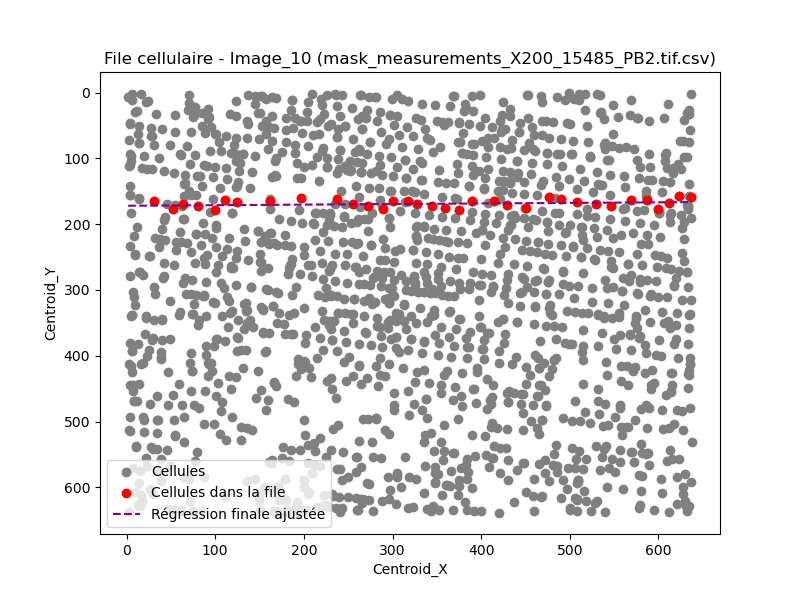 File cellulaire - Image_10 (mask_measurements_X200_15485_PB2.tif.csv)
0
100
200
300
400
500
600
Centroid_Y
Cellules
Cellules dans la file
Régression finale ajustée
0 100 200 300 400 500 600
Centroid_X